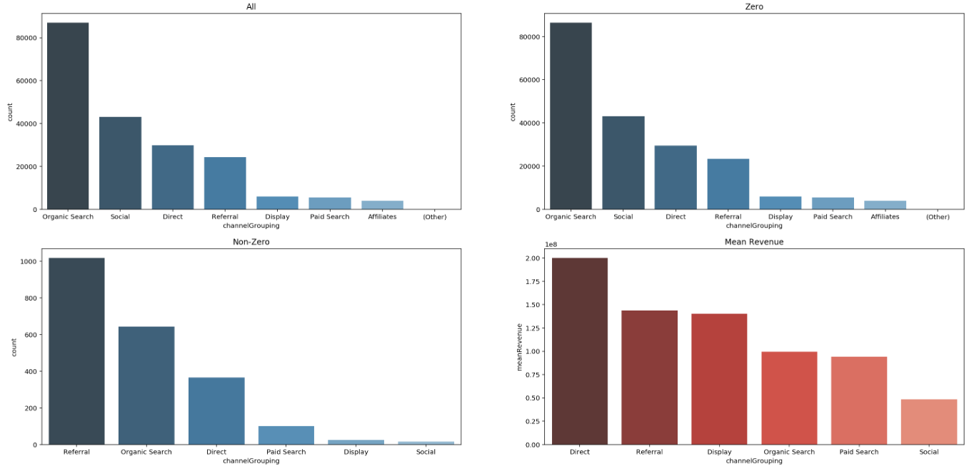 All
80000
60000
40000
20000
0
count
Organic Search Social Direct Referral Display Paid Search Affiliates (Other)
channelGrouping
Zero
80000
60000
40000
20000
0
count
Organic Search Social Direct Referral Display Paid Search Affiliates (Other)
channelGrouping
Non-Zero
1000
800
600
400
200
0
count
Referral Organic Search Direct Paid Search Display Social
channelGrouping
Mean Revenue
1e8
2.00
1.75
1.50
1.25
1.00
0.75
0.50
0.25
0.00
meanRevenue
Direct Referral Display Organic Search Paid Search Social
channelGrouping